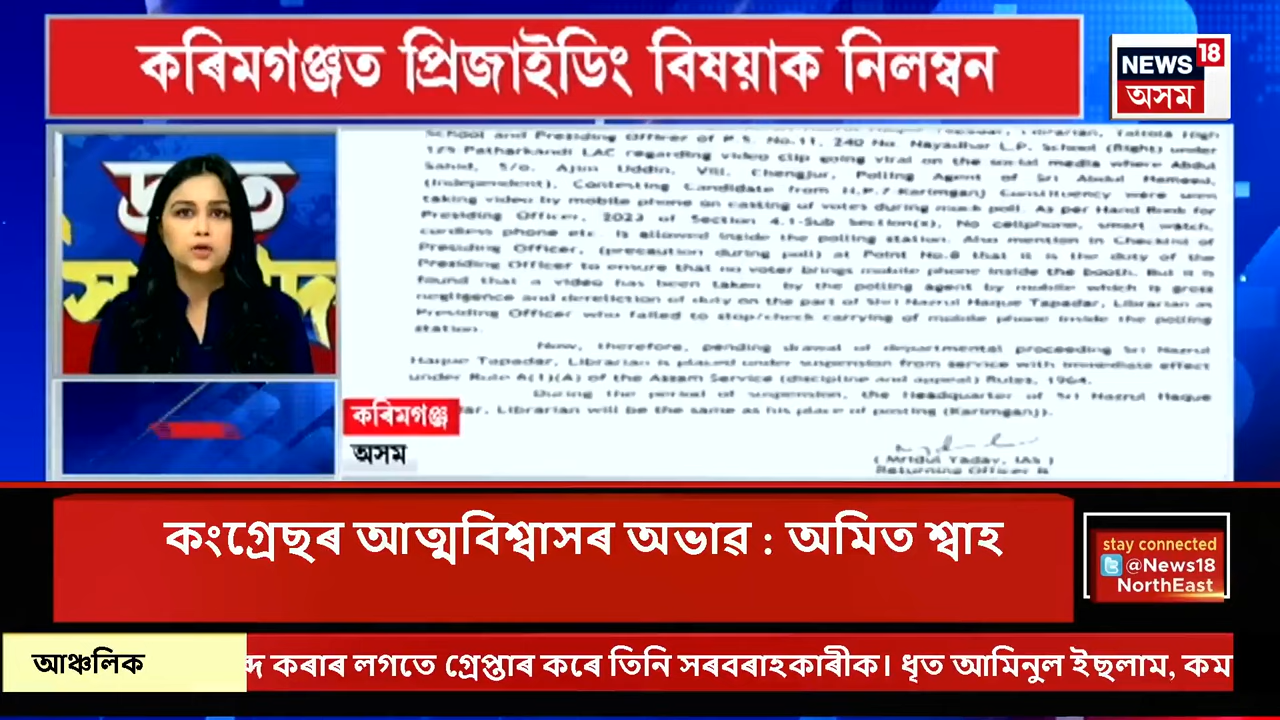 কৰিমগঞ্জত প্ৰিজাইডিং বিষয়াক নিলম্বন
NEWS 18
অসম
School and Presiding Officer of P.S. No.11, 240 No. Nayadhar L.P. School (Right) under
1/5 Patharkandi LAC regarding video clip going viral on the social media where Abdul
Sahid, S/o. Ajim Uddin, Vill. Chengjur, Polling Agent of Sri Abdul Hameed,
(Independent), Contesting Candidate from H.P.7 Karimganj Constituency were seen
taking video by mobile phone on casting of votes during much poll. As per Hand Book for
Presiding Officer, 2023 of Section 4.1-Sub Section(s), No cellphone, smart watch,
cordless phone etc. is allowed inside the polling station. Also mention in Checklist of
Presiding Officer, (precaution during poll) at Point No.8 that it is the duty of the
Presiding Officer to ensure that no voter brings mobile phone inside the booth. But it is
found that a video has been taken by the polling agent by mobile which is gross
negligence and dereliction of duty on the part of Shri Nazrul Haque Tapadar, Librarian as
Presiding Officer who failed to stop/check carrying of mobile phone inside the polling
station.
Now, therefore, pending drawal of departmental proceeding Sri Nazrul
Haque Tapadar, Librarian is placed under suspension from service with immediate effect
under Rule 6(1)(A) of the Assam Service (discipline and appeal) Rules, 1964.
During the period of suspension, the Headquarter of Sri Nazrul Haque
dar, Librarian will be the same as his place of posting (Karimganj).
কৰিমগঞ্জ
অসম
( Mridul Yadav, IAS )
Returning Officer
কংগ্ৰেছৰ আত্মবিশ্বাসৰ অভাৱ : অমিত শ্বাহ
stay connected
@News18
NorthEast
আঞ্চলিক
ব্দ কৰাৰ লগতে গ্ৰেপ্তাৰ কৰে তিনি সৰবৰাহকাৰীক। ধৃত আমিনুল ইছলাম, কম